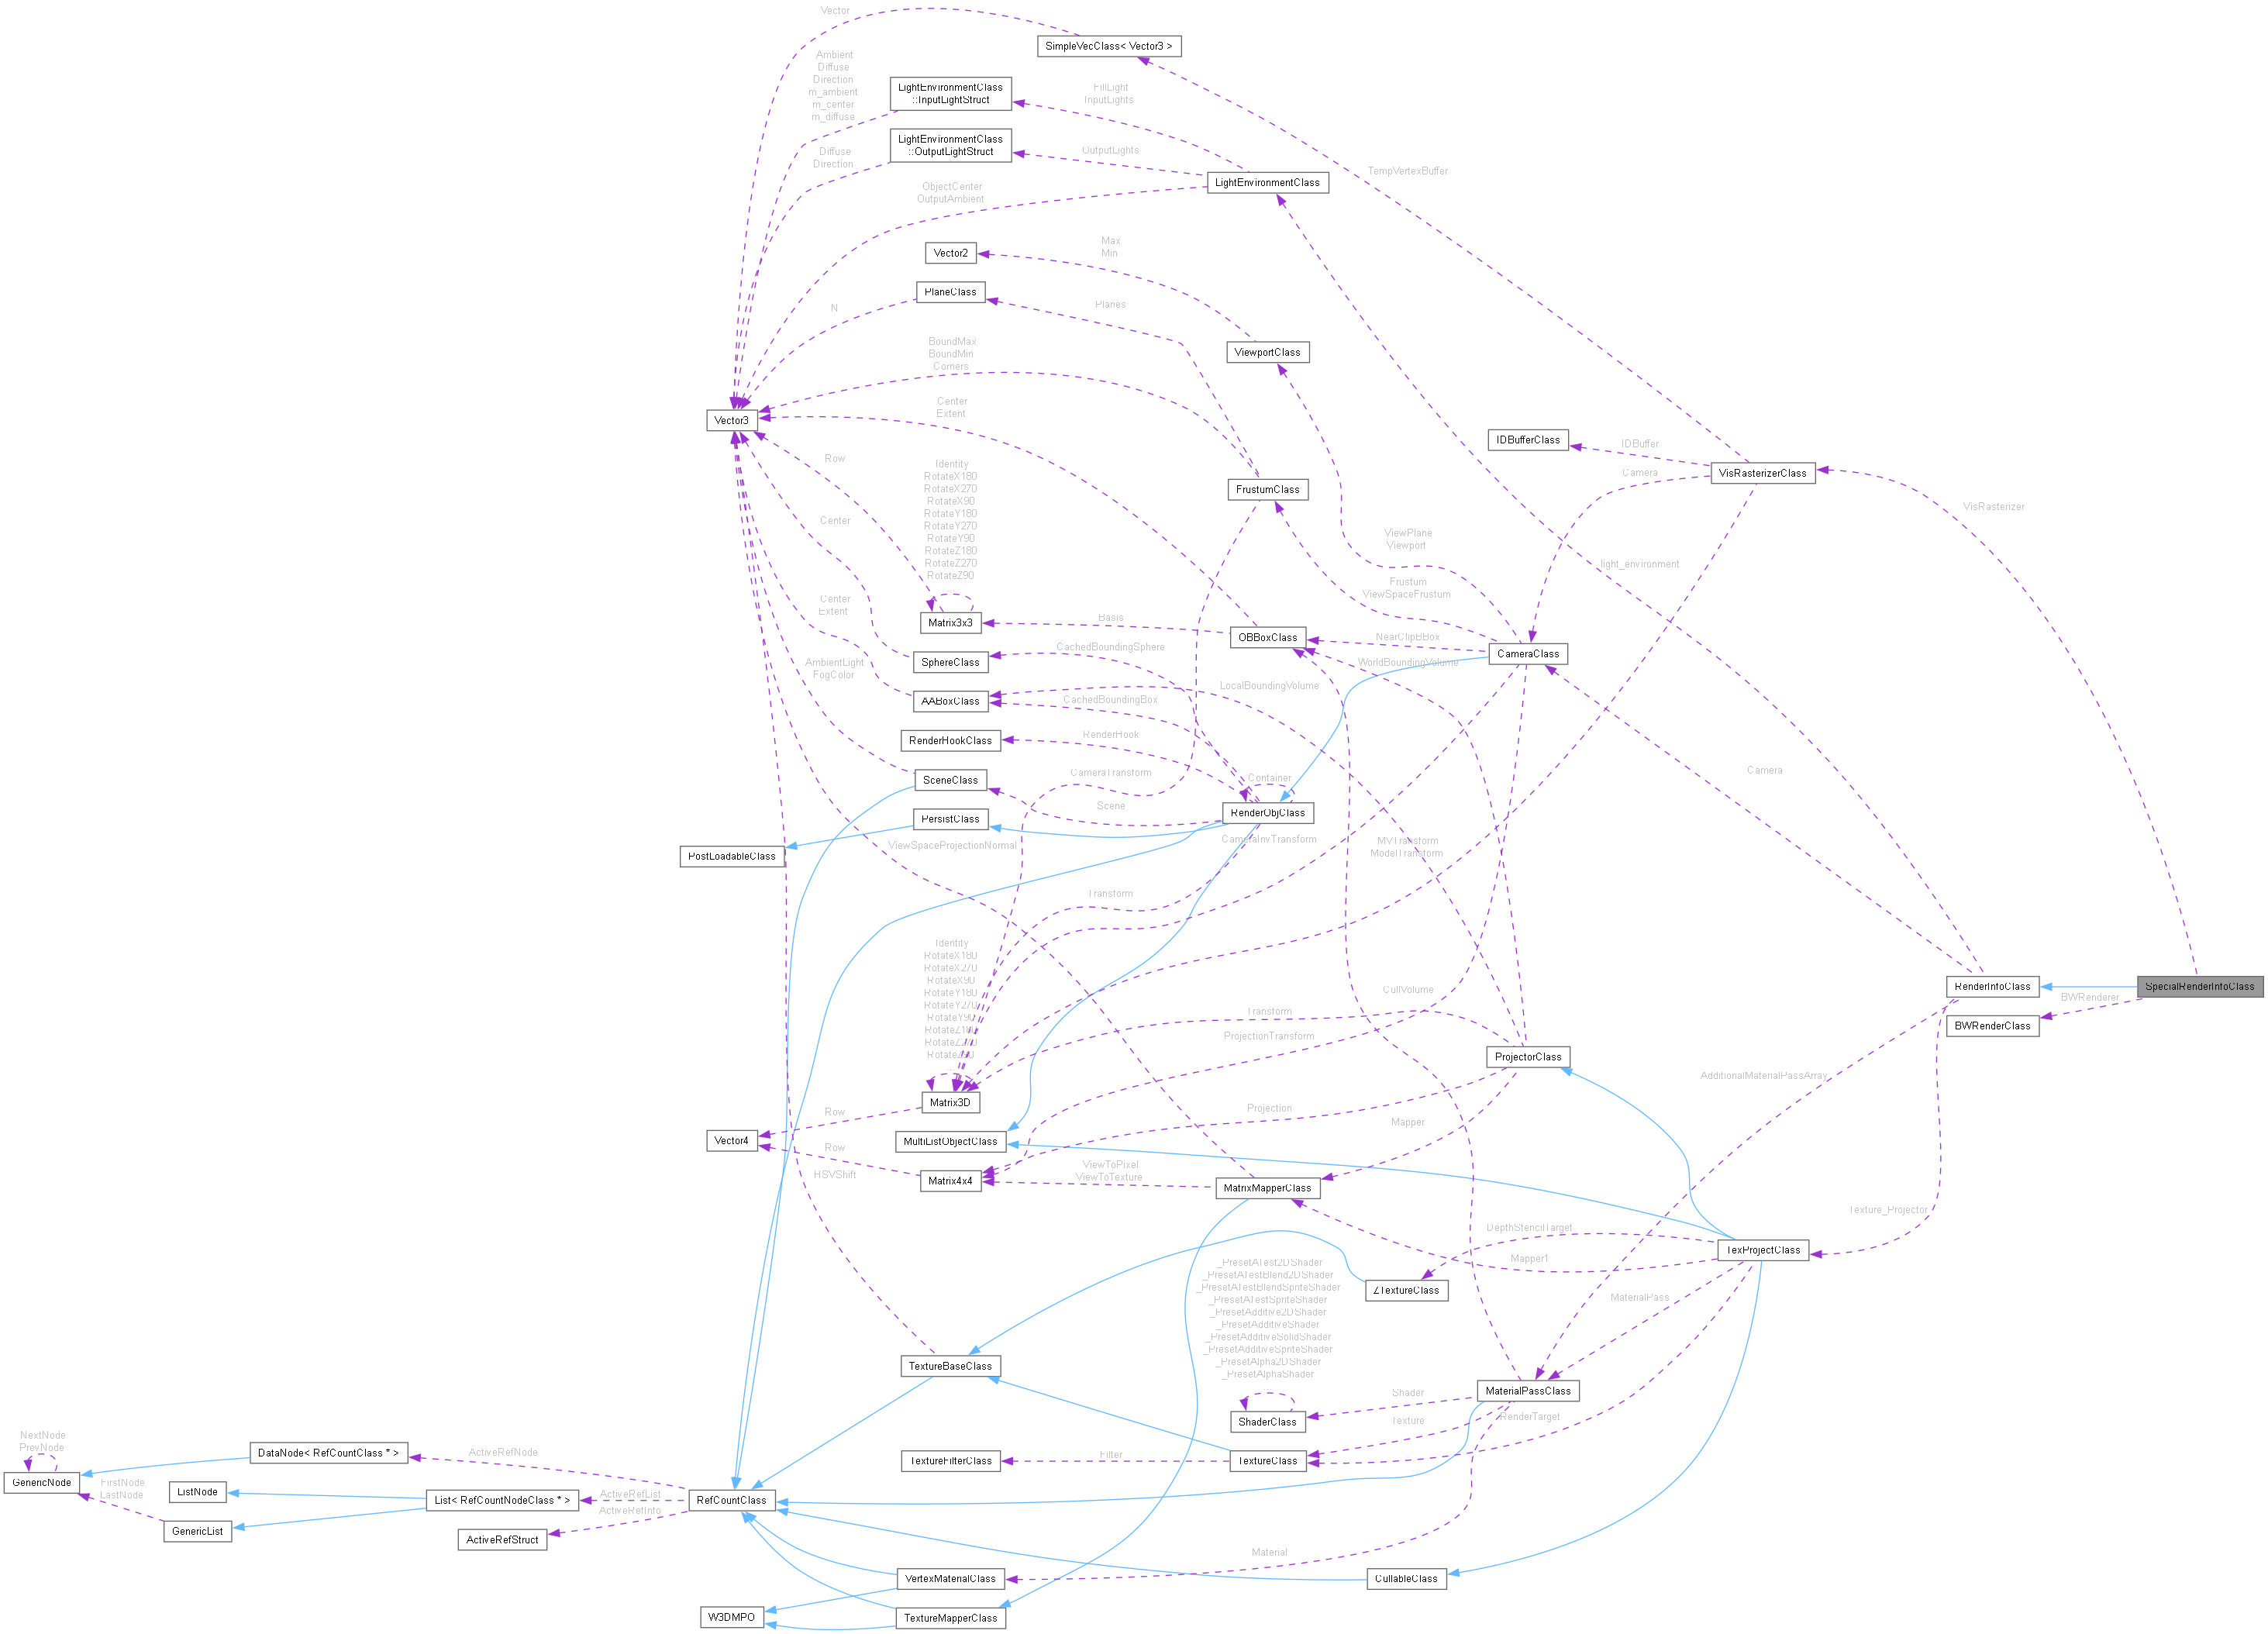 Vector
SimpleVecClass< Vector3 >
Ambient
Diffuse
Direction
m_ambient
m_center
m_diffuse
LightEnvironmentClass
::InputLightStruct
FillLight
InputLights
LightEnvironmentClass
::OutputLightStruct
Diffuse
Direction
OutputLights
TempVertexBuffer
LightEnvironmentClass
ObjectCenter
OutputAmbient
Vector2
Max
Min
PlaneClass
N
Planes
BoundMax
BoundMin
Corners
ViewportClass
Vector3
Center
Extent
IDBufferClass
IDBuffer
Row
Identity
RotateX180
RotateX270
RotateX90
RotateY180
RotateY270
RotateY90
RotateZ180
RotateZ270
RotateZ90
Camera
VisRasterizerClass
FrustumClass
VisRasterizer
Center
ViewPlane
Viewport
light_environment
Frustum
ViewSpaceFrustum
Center
Extent
Matrix3x3
Basis
OBBoxClass
NearClipBBox
CameraClass
SphereClass
CachedBoundingSphere
WorldBoundingVolume
AmbientLight
FogColor
LocalBoundingVolume
AABoxClass
CachedBoundingBox
RenderHookClass
RenderHook
CameraTransform
Container
Camera
SceneClass
Scene
RenderObjClass
PersistClass
PostLoadableClass
ViewSpaceProjectionNormal
CameraInvTransform
MVTransform
ModelTransform
Transform
Identity
RotateX180
RotateX270
RotateX90
RotateY180
RotateY270
RotateY90
RotateZ180
RotateZ270
RotateZ90
CullVolume
RenderInfoClass
SpecialRenderInfoClass
BWRenderer
BWRenderClass
Transform
ProjectionTransform
ProjectorClass
AdditionalMaterialPassArray
Matrix3D
Row
Projection
Mapper
Vector4
MultiListObjectClass
Row
HSVShift
Matrix4x4
ViewToPixel
ViewToTexture
MatrixMapperClass
Texture_Projector
DepthStencilTarget
TexProjectClass
Mapper1
_PresetATest2DShader
_PresetATestBlend2DShader
_PresetATestBlendSpriteShader
_PresetATestSpriteShader
_PresetAdditive2DShader
_PresetAdditiveShader
_PresetAdditiveSolidShader
_PresetAdditiveSpriteShader
_PresetAlpha2DShader
_PresetAlphaShader
ZTextureClass
MaterialPass
TextureBaseClass
MaterialPassClass
Shader
ShaderClass
Texture
RenderTarget
NextNode
PrevNode
DataNode< RefCountClass * >
ActiveRefNode
TextureFilterClass
Filter
TextureClass
GenericNode
FirstNode
LastNode
ListNode
List< RefCountNodeClass * >
ActiveRefList
RefCountClass
ActiveRefInfo
GenericList
ActiveRefStruct
Material
VertexMaterialClass
CullableClass
W3DMPO
TextureMapperClass